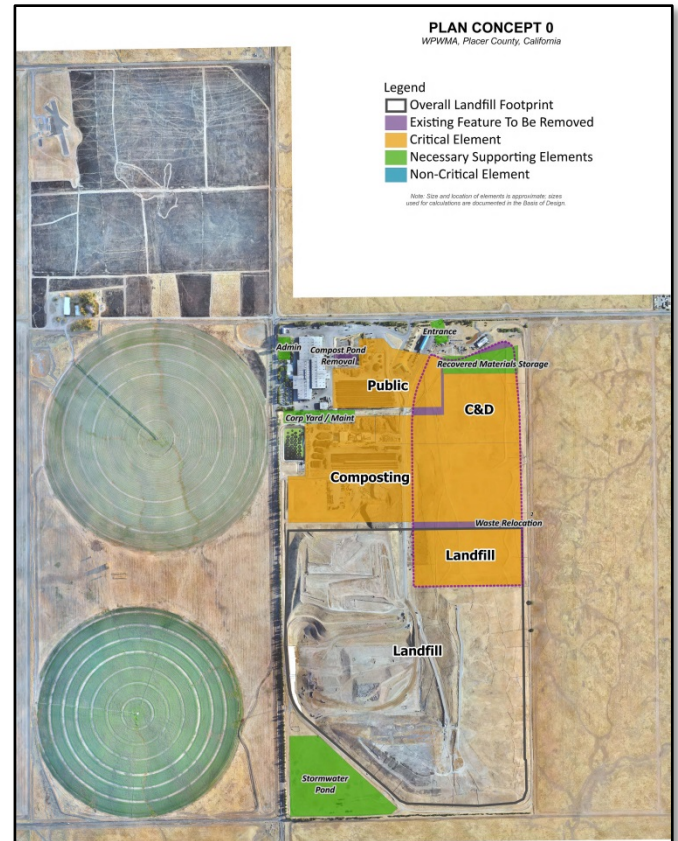 PLAN CONCEPT 0
WPWMA, Placer County, California
Legend
Overall Landfill Footprint
Existing Feature To Be Removed
Critical Element
Necessary Supporting Elements
Non-Critical Element
Note: Size and location of elements is approximate; sizes
used for calculations are documented in the Basis of Design.
Entrance
Admin
Compost Pond
Removal
Recovered Materials Storage
Public
C&D
Corp Yard / Maint
Composting
Waste Relocation
Landfill
Landfill
Stormwater
Pond